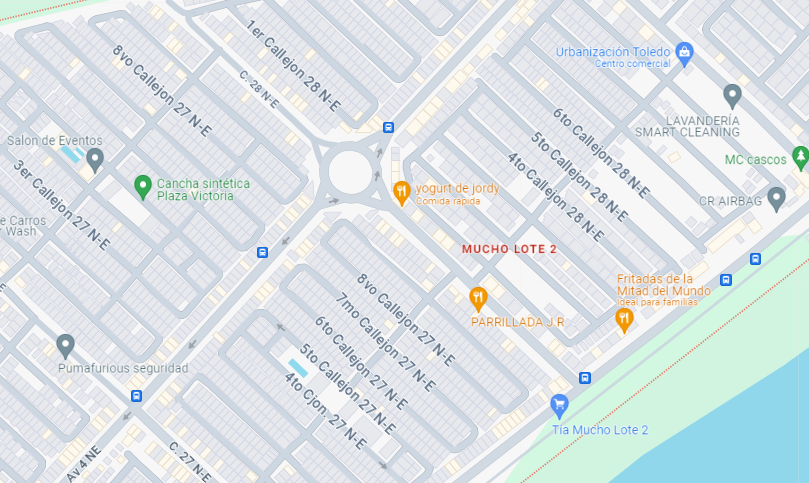 1er Callejon 28 N-E
8vo Callejon 27 N-E
C. 28 N-E
Urbanización Toledo
Centro comercial
LAVANDERÍA
SMART CLEANING
6to Callejon 28 N-E
5to Callejon 28 N-E
4to Callejon 28 N-E
MC cascos
Salon de Eventos
Cancha sintética
Plaza Victoria
3er Callejon 27 N-E
yogurt de jordy
Comida rápida
CR AIRBAG
e Carros
Wash
MUCHO LOTE 2
Fritadas de la
Mitad del Mundo
Ideal para familias
PARRILLADA J.R
8vo Callejon 27 N-E
7mo Callejon 27 N-E
6to Callejon 27 N-E
5to Callejon 27 N-E
4to Cjon. 27 N-E
Pumafurious seguridad
Tía Mucho Lote 2
Av.4 NE
C. 27 N-E